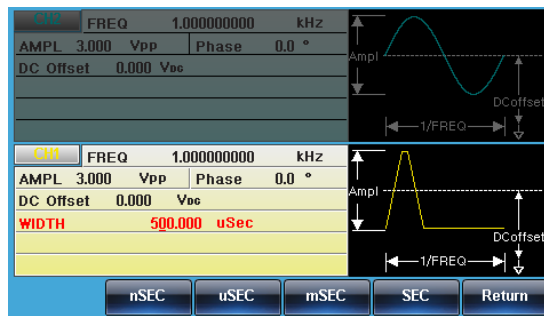 CH2 FREQ 1.000000000 kHz
AMPL 3.000 Vpp Phase 0.0 °
DC Offset 0.000 VDC
Ampl
DCoffset
1/FREQ
CH1 FREQ 1.000000000 kHz
AMPL 3.000 Vpp Phase 0.0 °
DC Offset 0.000 VDC
WIDTH 500.000 uSec
Ampl
DCoffset
1/FREQ
nSEC uSEC mSEC SEC Return